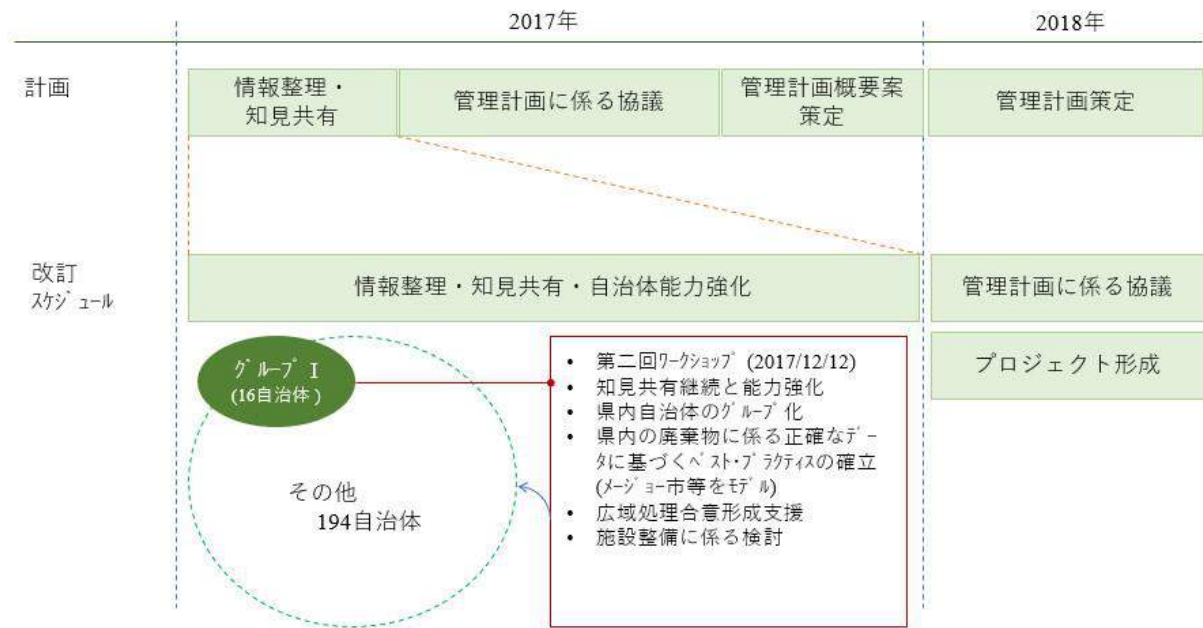 2017年
2018年
計画
情報整理・
知見共有
管理計画に係る協議
管理計画概要案
策定
管理計画策定
改訂
ｽｹｼﾞｭｰﾙ
情報整理・知見共有・自治体能力強化
管理計画に係る協議
プロジェクト形成
ｸﾞﾙｰﾌﾟ I
(16自治体)
その他
194自治体
• 第二回ﾜｰｸｼｮｯﾌﾟ (2017/12/12)
• 知見共有継続と能力強化
• 県内自治体のｸﾞﾙｰﾌﾟ化
• 県内の廃棄物に係る正確なﾃﾞｰ
ﾀに基づくﾍﾞｽﾄ・ﾌﾟﾗｸﾃｨｽの確立
(ﾒｰｼﾞｮｰ市等をﾓﾃﾞﾙ)
• 広域処理合意形成支援
• 施設整備に係る検討